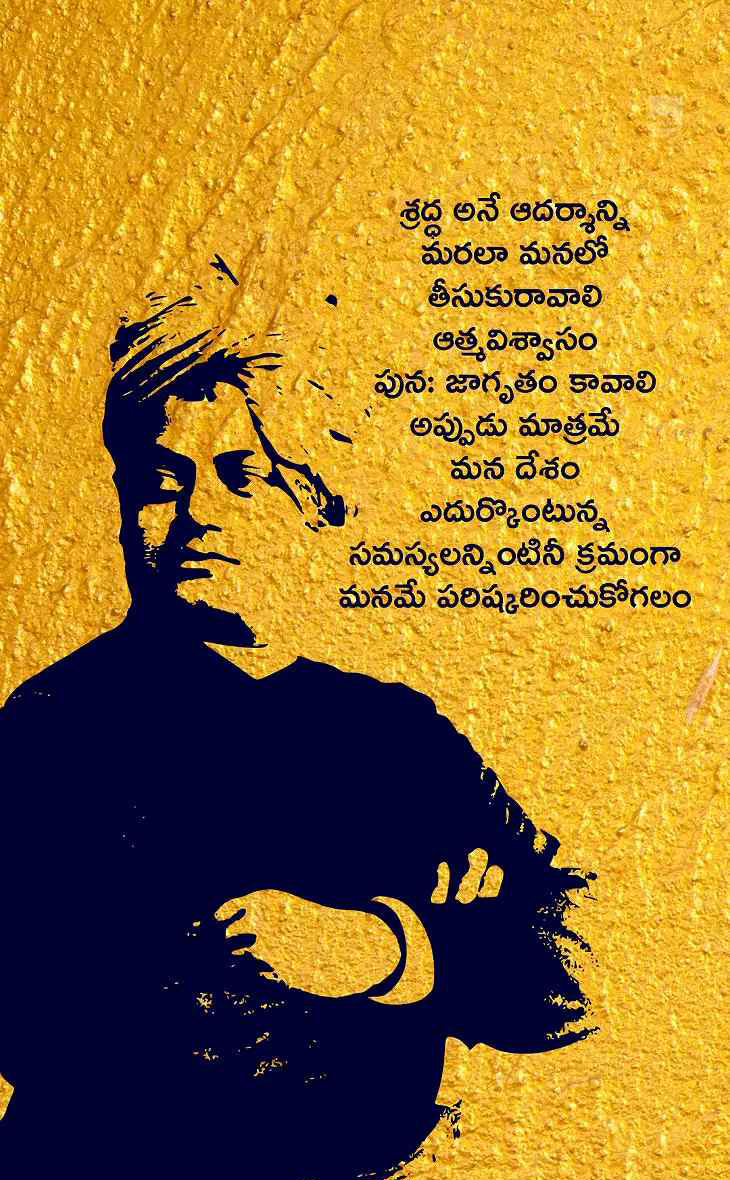 శ్రద్ధ అనే ఆదర్శాన్ని
మరలా మనలో
తీసుకురావాలి
ఆత్మవిశ్వాసం
పునః జాగృతం కావాలి
అప్పుడు మాత్రమే
మన దేశం
ఎదుర్కొంటున్న
సమస్యలన్నింటినీ క్రమంగా
మనమే పరిష్కరించుకోగలం